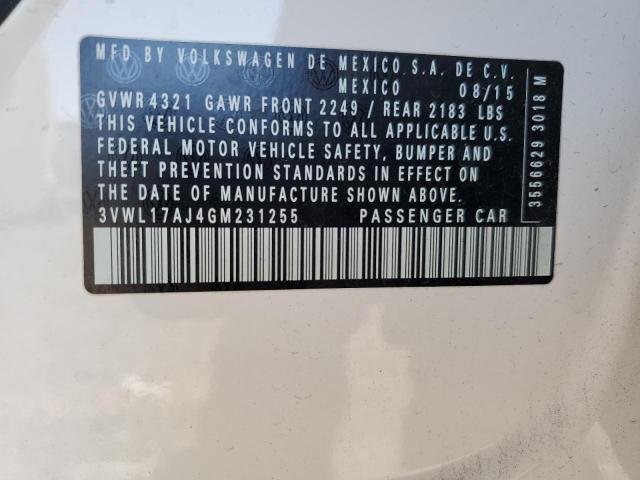 MFD BY VOLKSWAGEN DE MEXICO S.A. DE C.V.
MEXICO 08/15
GVWR 4321 GAWR FRONT 2249 / REAR 2183 LBS
THIS VEHICLE CONFORMS TO ALL APPLICABLE U.S.
FEDERAL MOTOR VEHICLE SAFETY, BUMPER AND
THEFT PREVENTION STANDARDS IN EFFECT ON
THE DATE OF MANUFACTURE SHOWN ABOVE.
3VWL17AJ4GM231255 PASSENGER CAR
3556629 3018 M